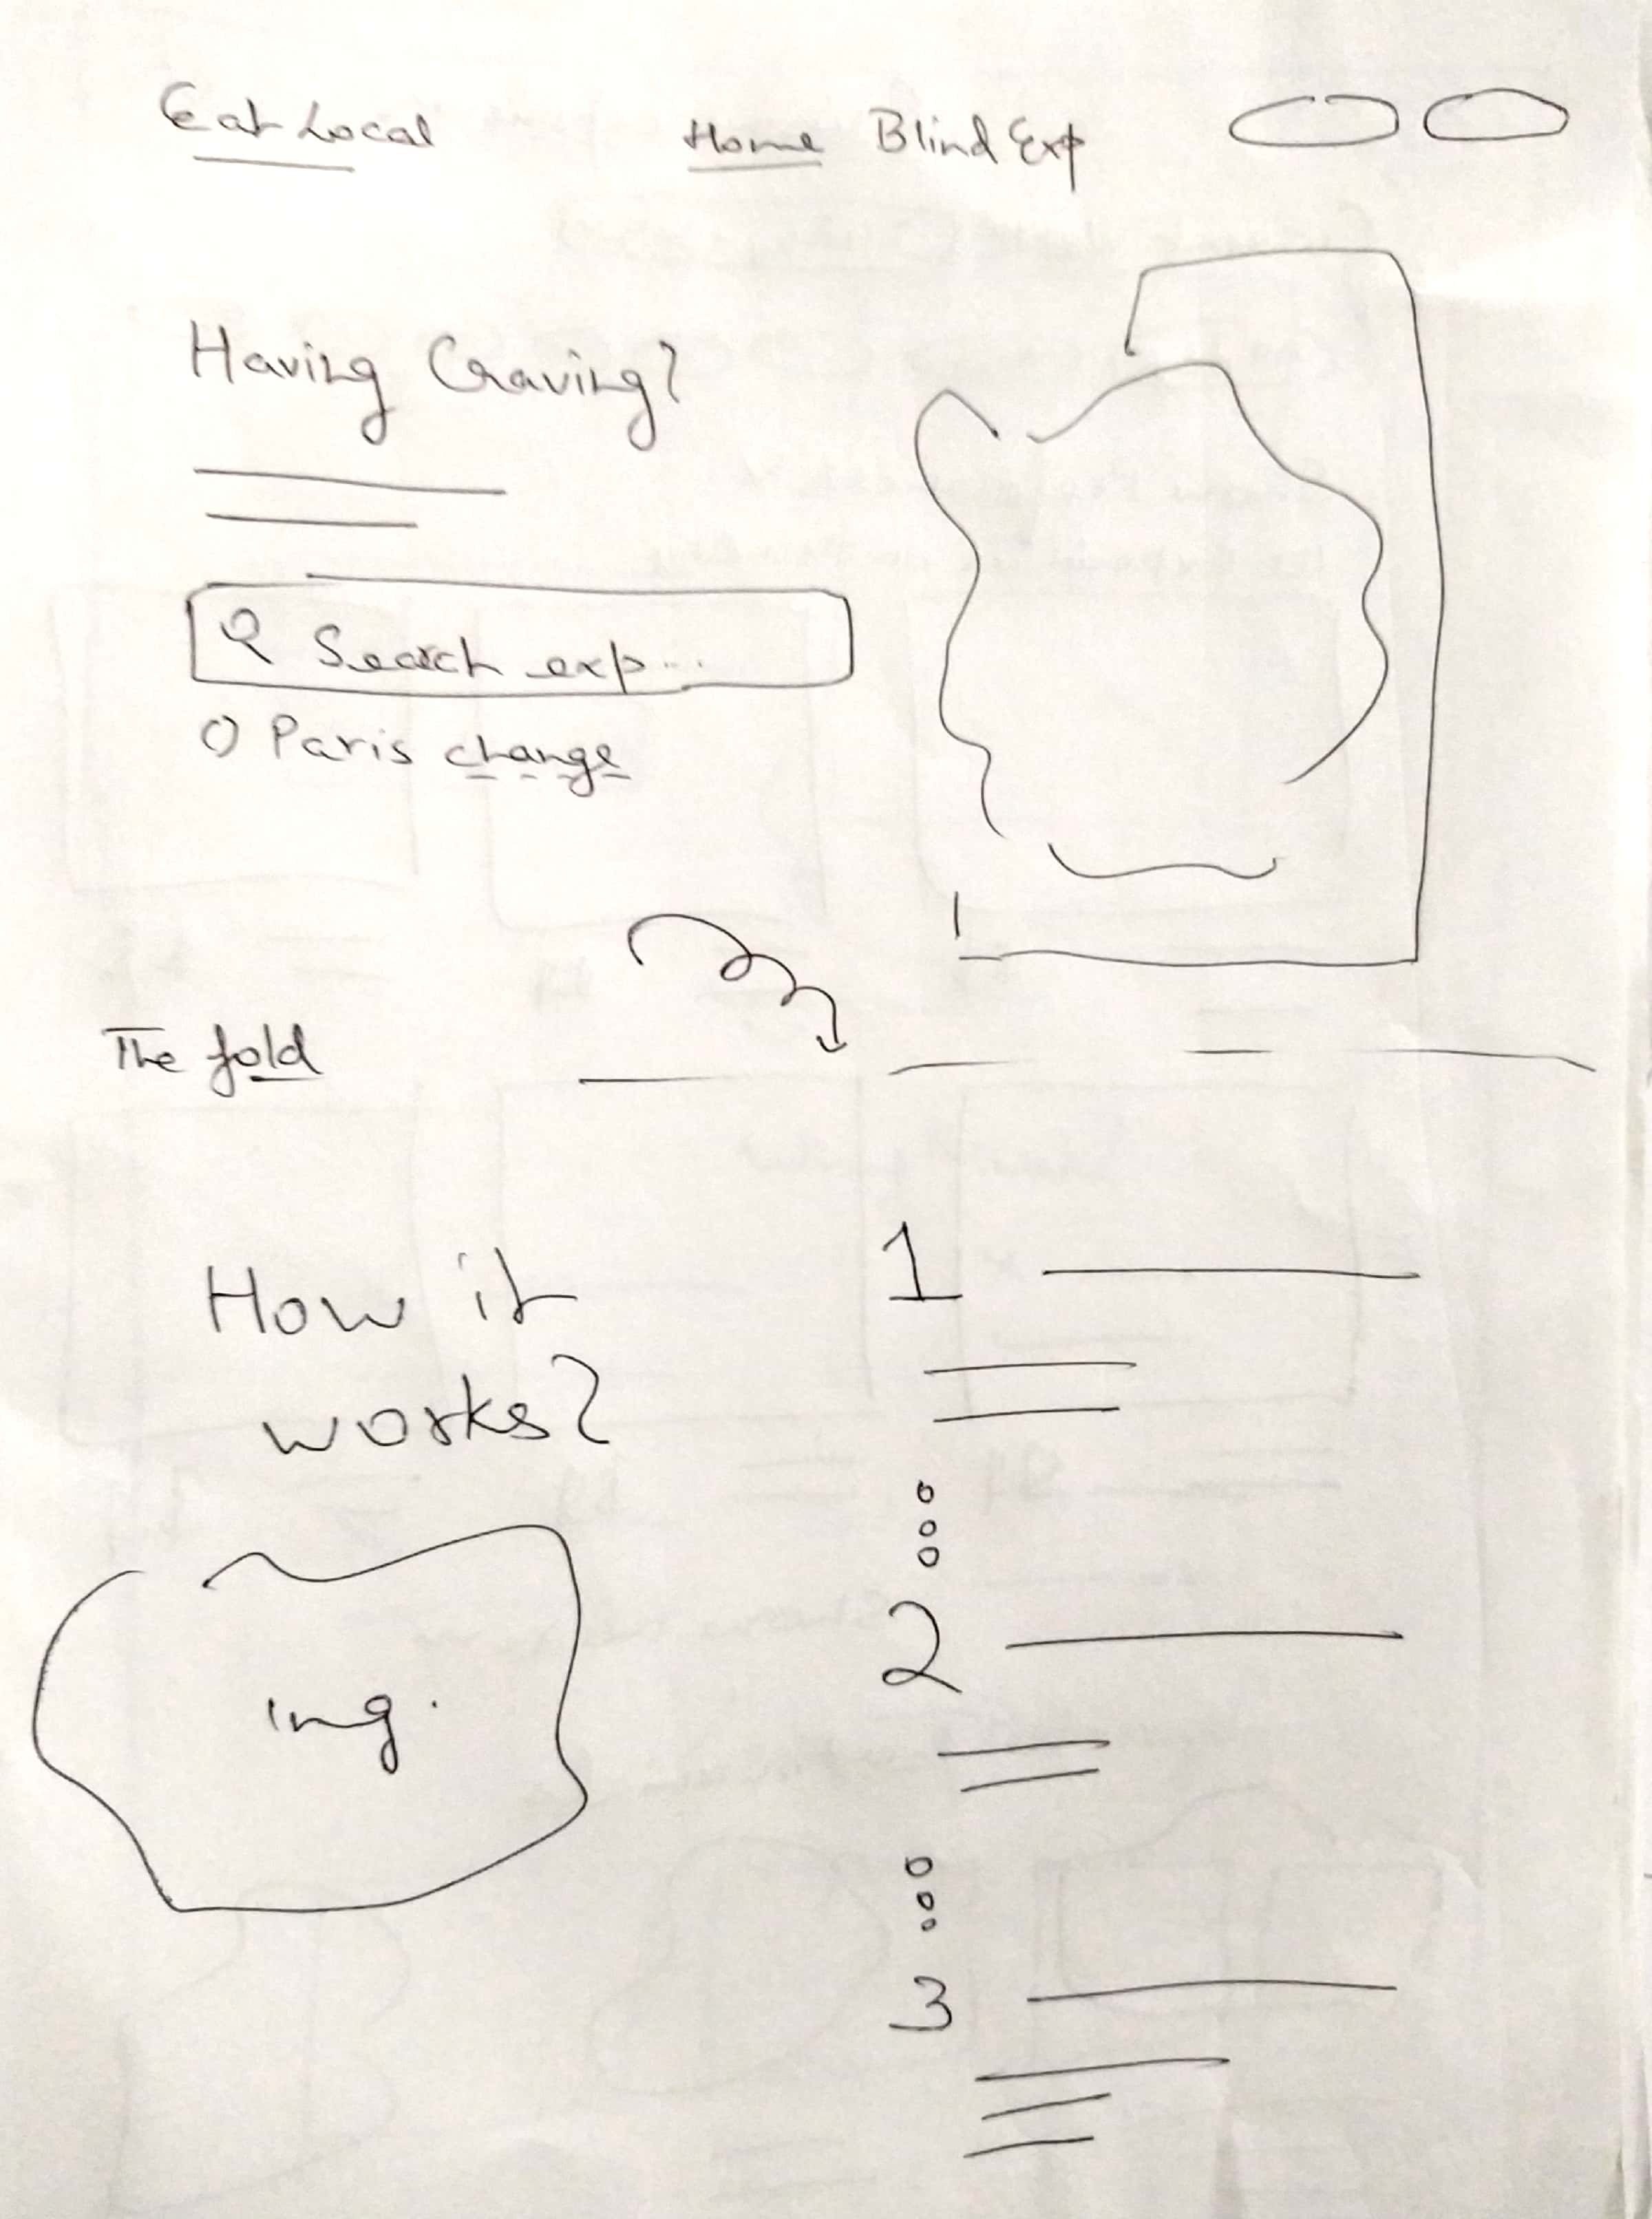 Eat Local
Home Blind Exp
Having Craving?
Search exp...
Paris change
The fold
How it
works?
img.
1
2
3